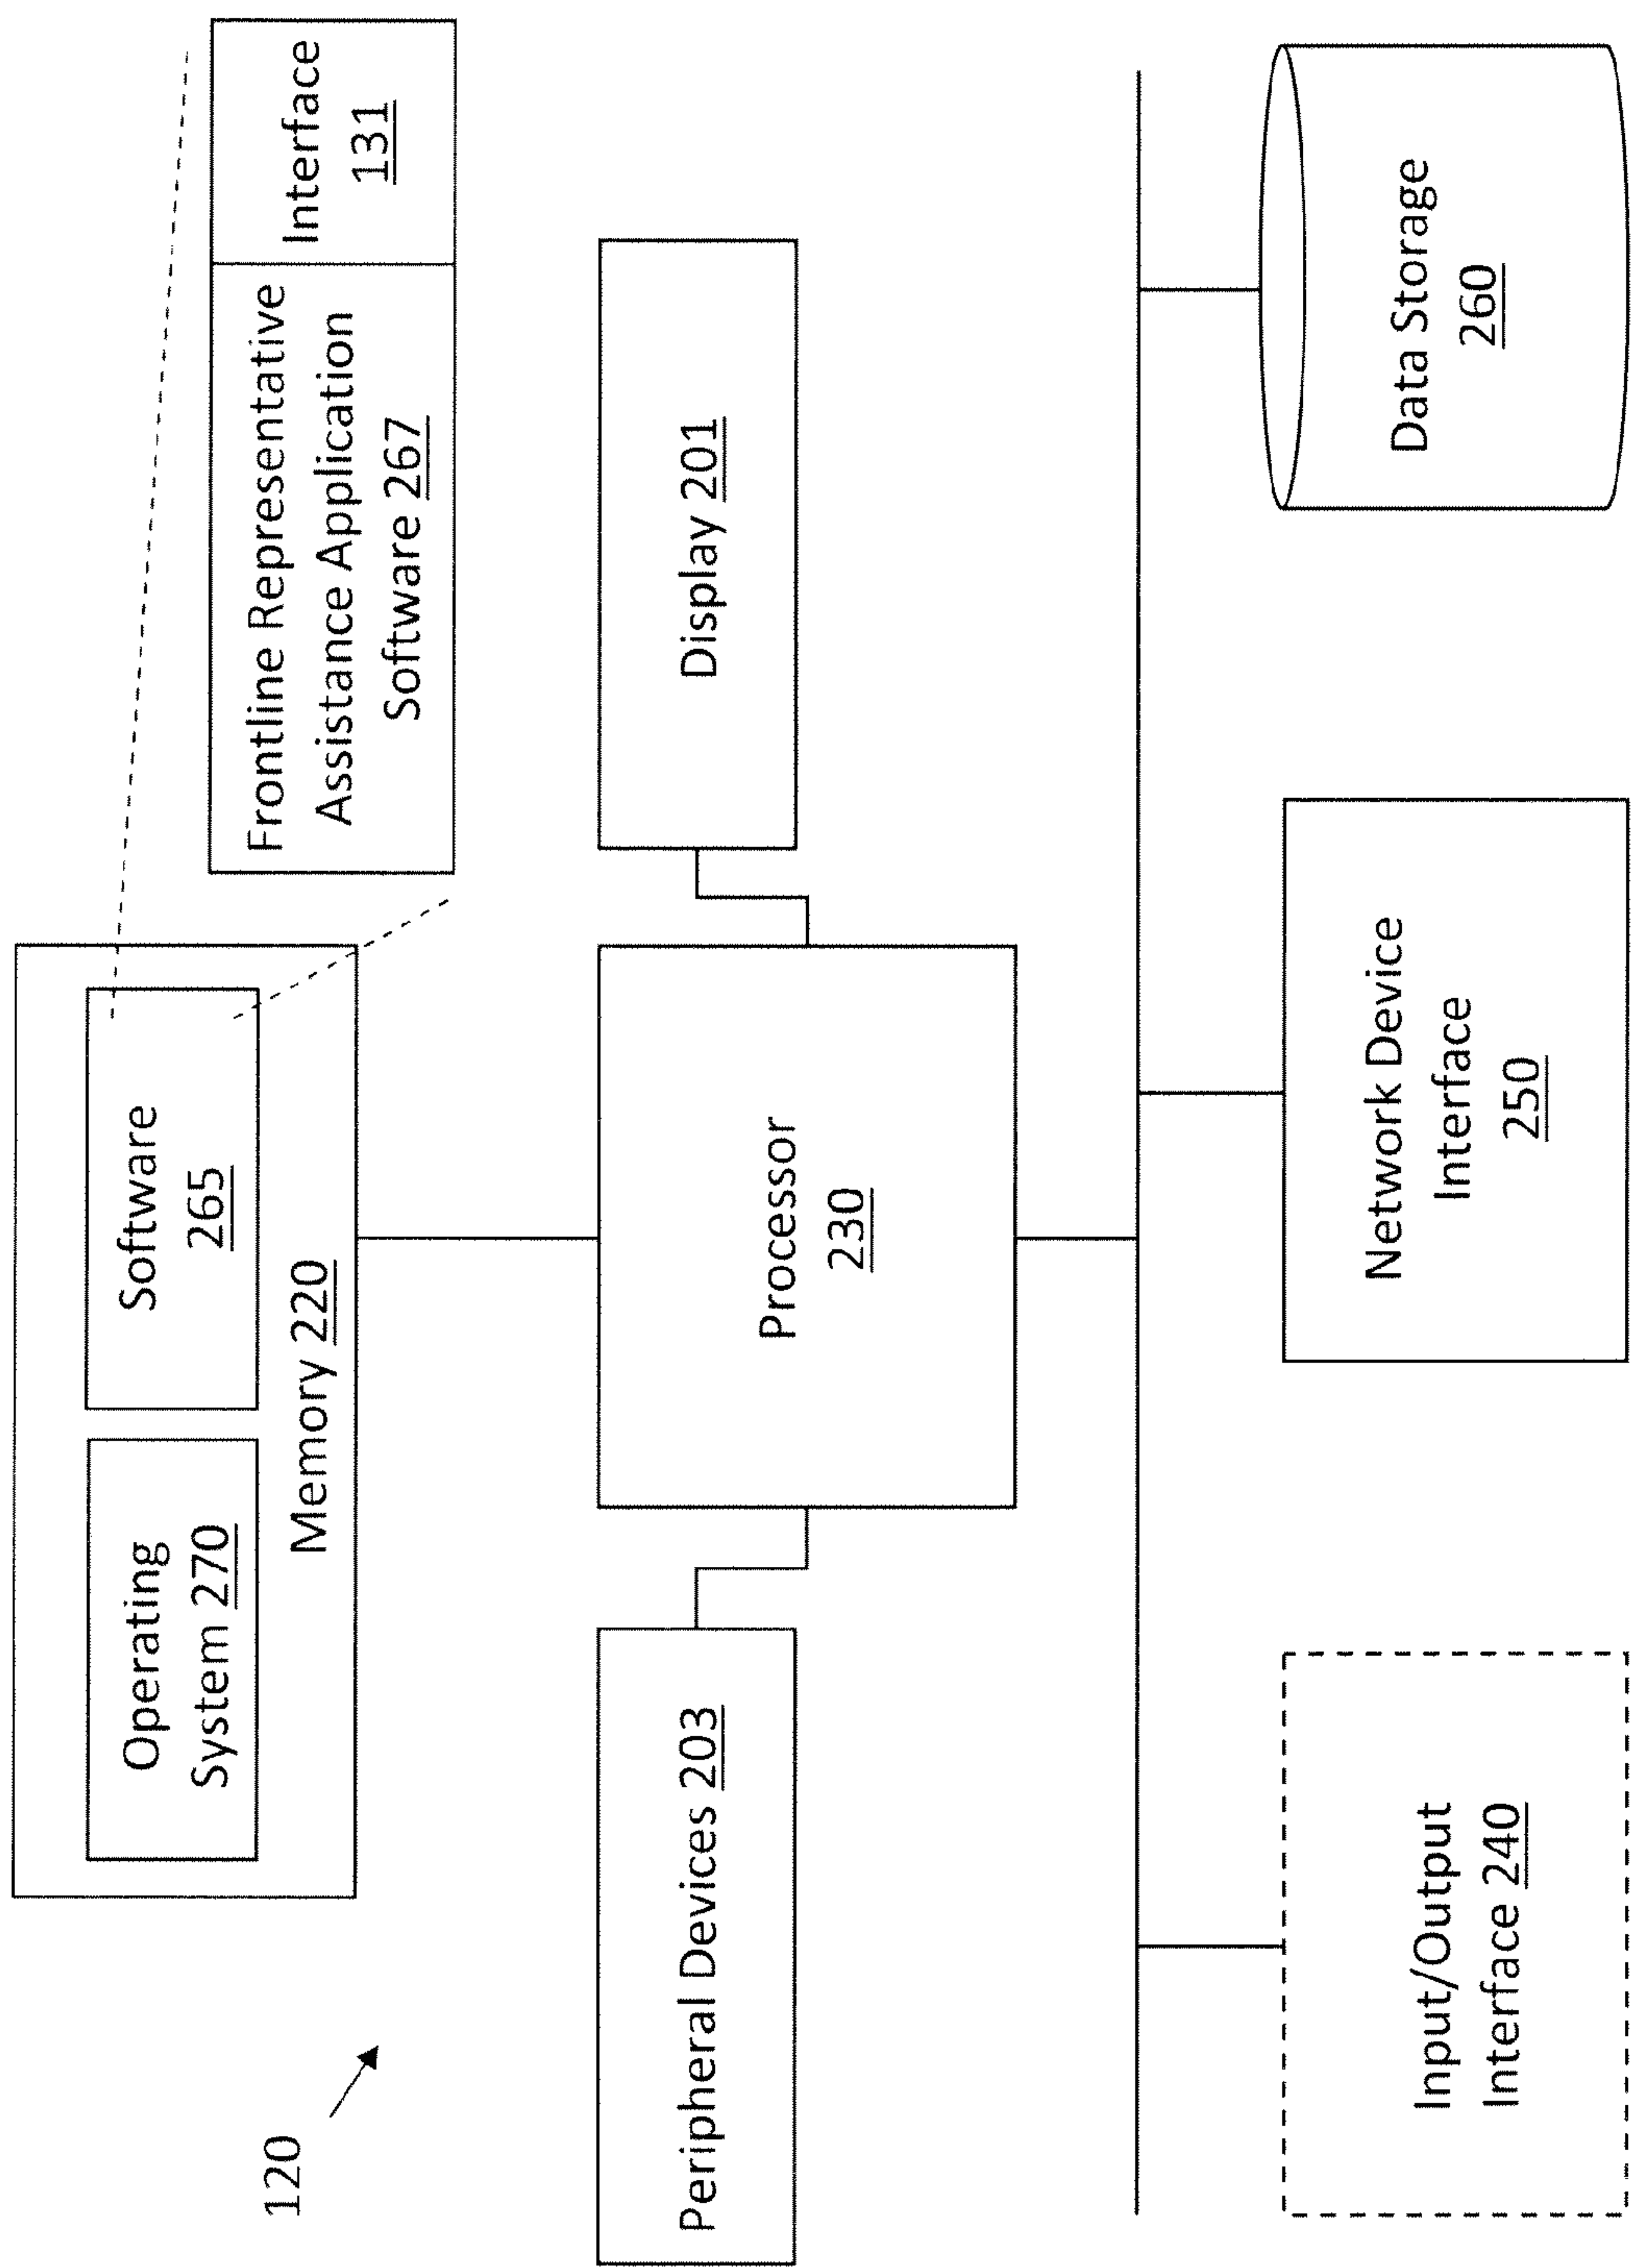 120
Operating
System 270
Software
265
Memory 220
Frontline Representative
Assistance Application
Software 267
Interface
131
Peripheral Devices 203
Processor
230
Display 201
Input/Output
Interface 240
Network Device
Interface
250
Data Storage
260